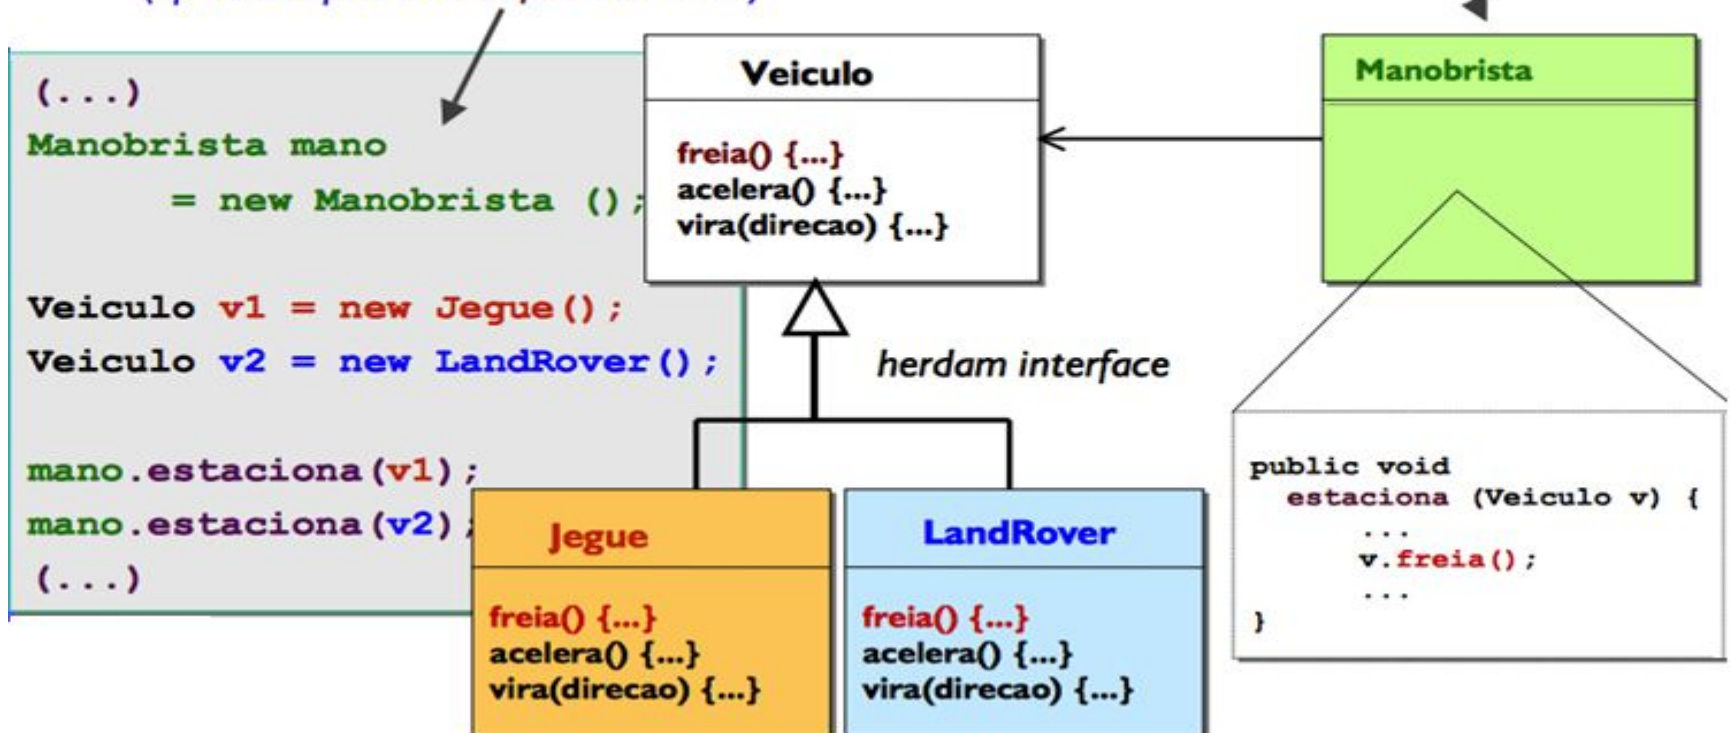 (...)
Manobrista mano
= new Manobrista ();
Veiculo v1 = new Jegue();
Veiculo v2 = new LandRover();
mano.estaciona(v1);
mano.estaciona(v2);
(...)
Veiculo
freia() {...}
acelera() {...}
vira(direcao) {...}
herdam interface
Jegue
freia() {...}
acelera() {...}
vira(direcao) {...}
LandRover
freia() {...}
acelera() {...}
vira(direcao) {...}
Manobrista
public void
estaciona (Veiculo v) {
...
v.freia();
...
}